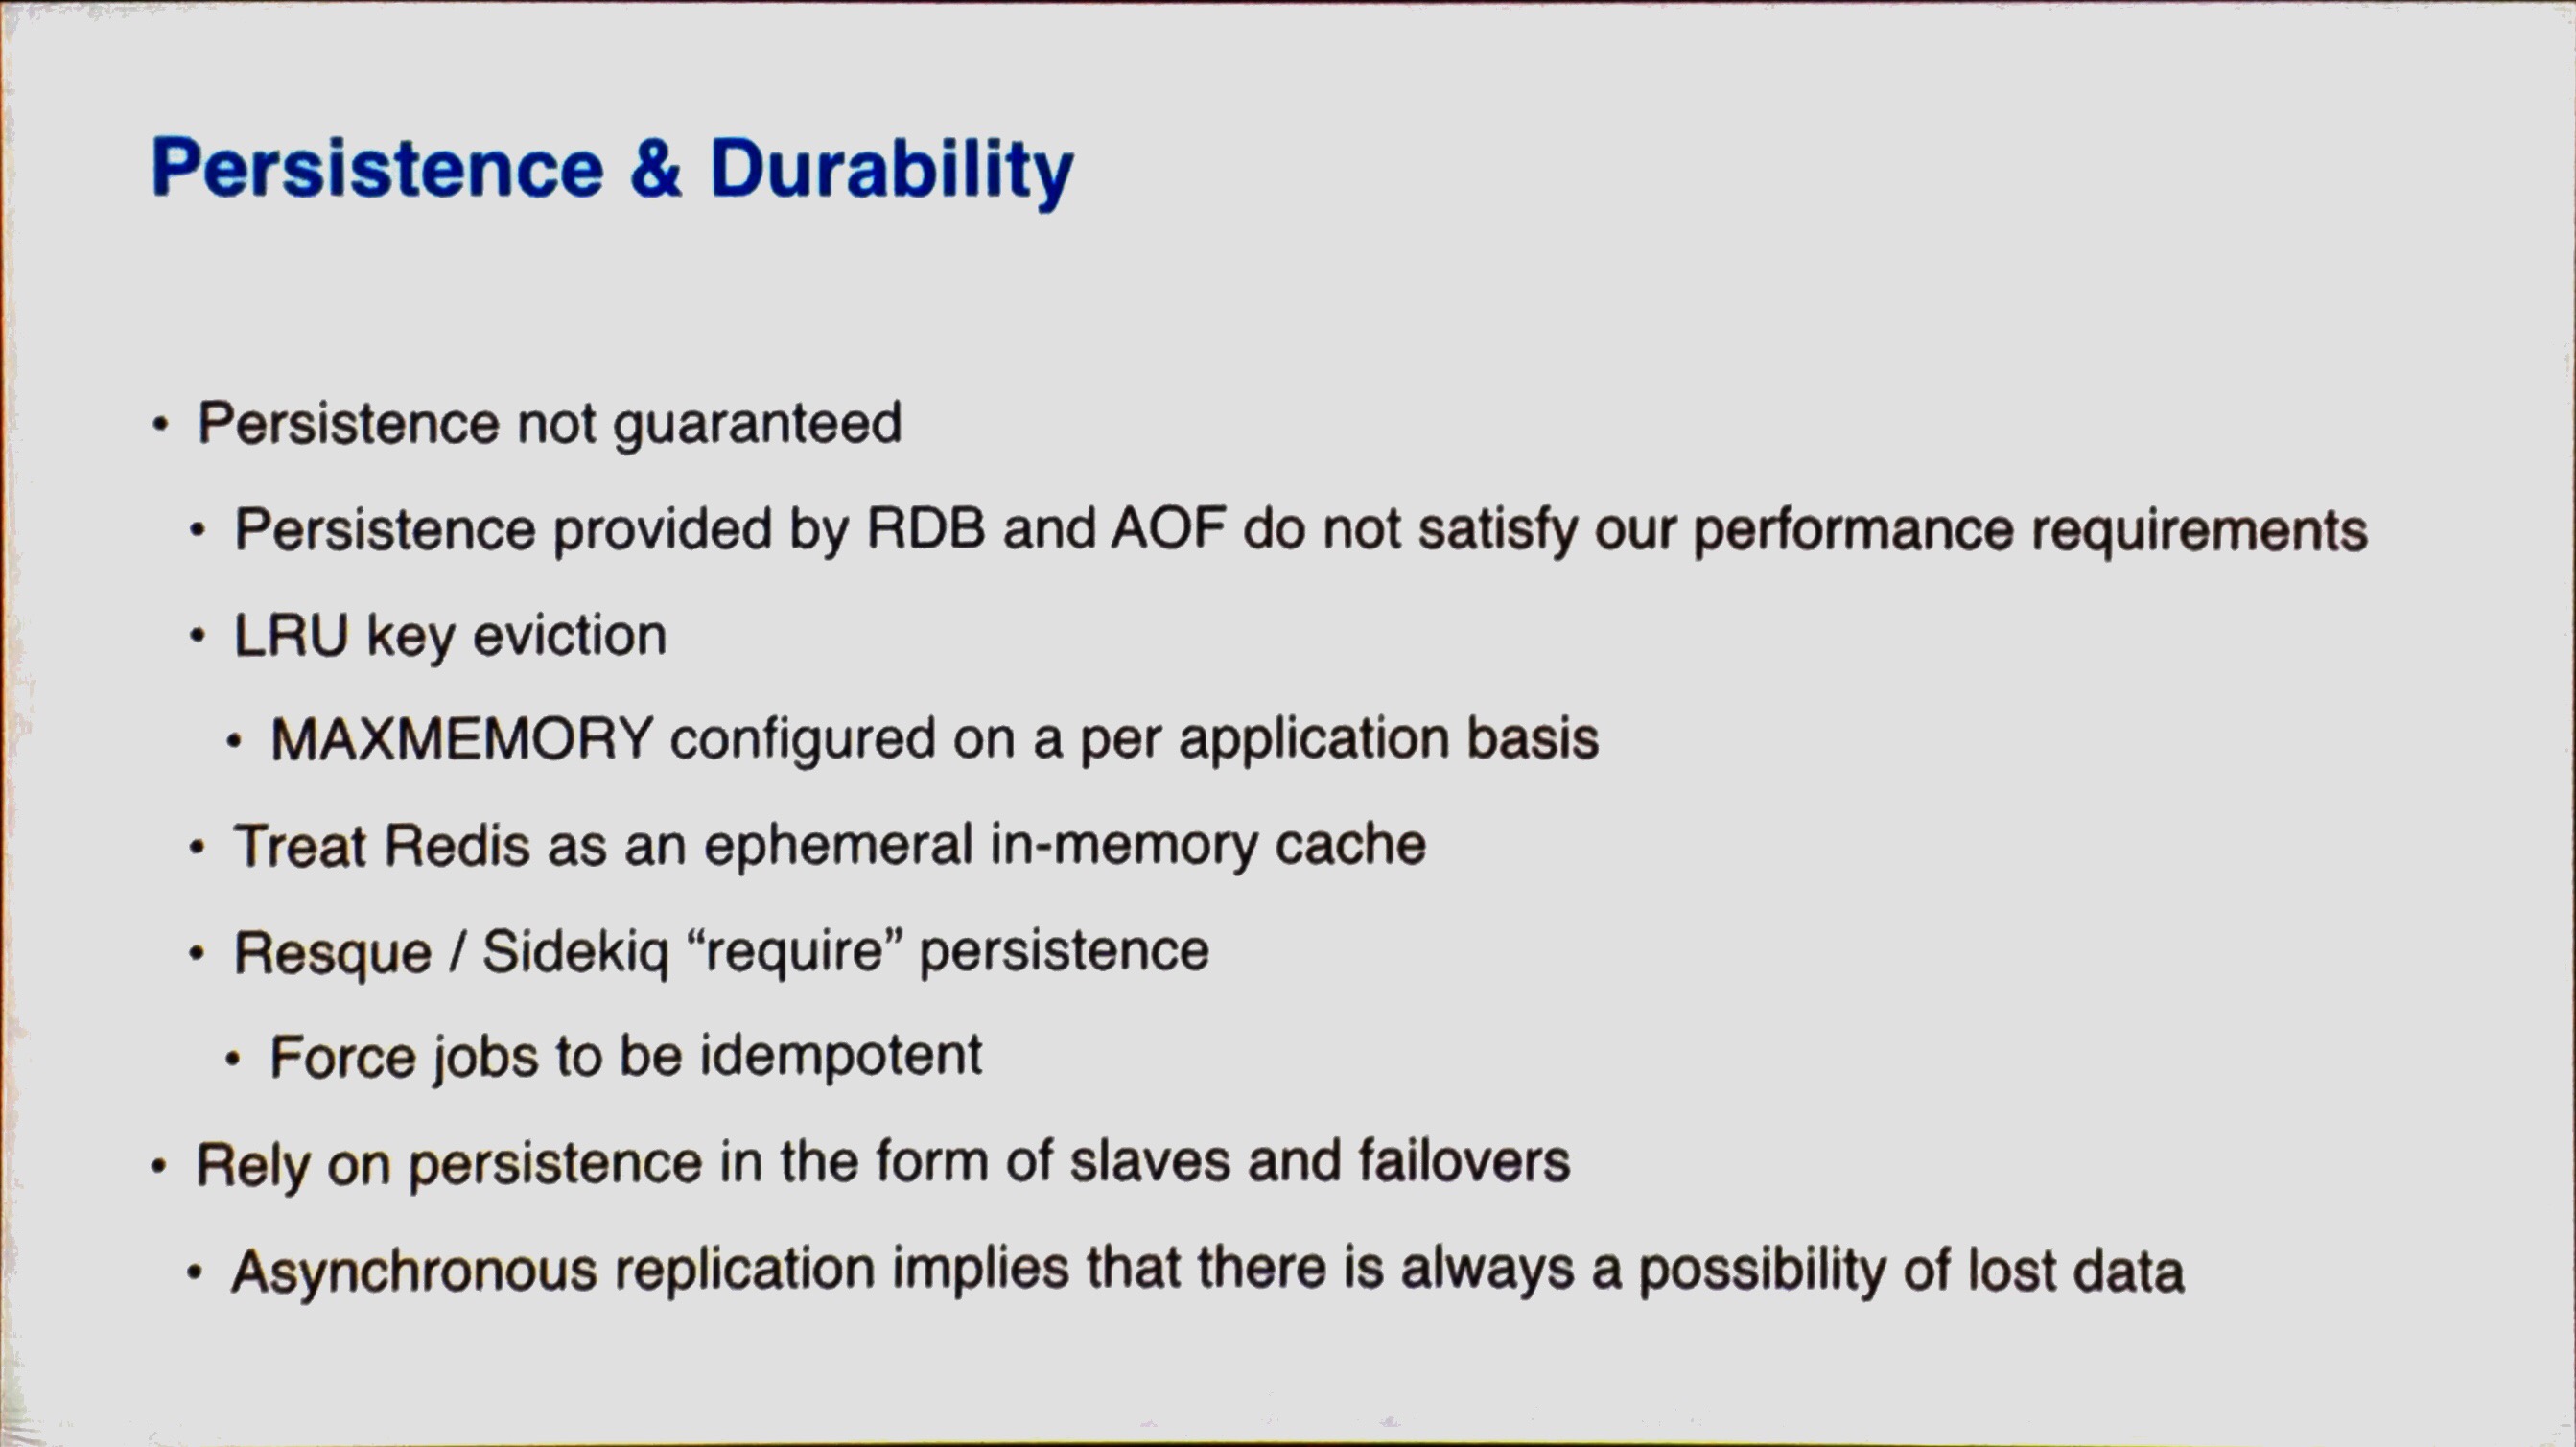 Persistence & Durability
• Persistence not guaranteed
• Persistence provided by RDB and AOF do not satisfy our performance requirements
• LRU key eviction
• MAXMEMORY configured on a per application basis
• Treat Redis as an ephemeral in-memory cache
• Resque / Sidekiq “require” persistence
• Force jobs to be idempotent
• Rely on persistence in the form of slaves and failovers
• Asynchronous replication implies that there is always a possibility of lost data